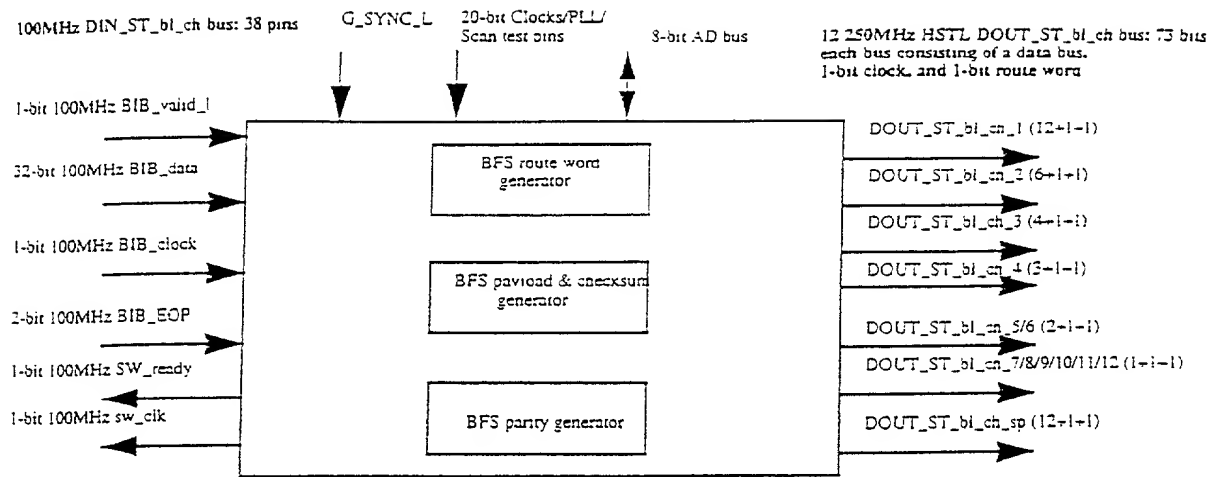 100MHz DIN_ST_bl_ch bus: 38 pins
G_SYNC_L
20-bit Clocks/PLL/
Scan test pins
8-bit AD bus
12 250MHz HSTL DOUT_ST_bl_ch bus: 73 bits
each bus consisting of a data bus.
1-bit clock, and 1-bit route word
1-bit 100MHz BIB_valid_l
32-bit 100MHz BIB_data
1-bit 100MHz BIB_clock
2-bit 100MHz BIB_EOP
1-bit 100MHz SW_ready
1-bit 100MHz sw_clk
BFS route word
generator
BFS payload & checksum
generator
BFS parity generator
DOUT_ST_bl_ch_1 (12+1+1)
DOUT_ST_bl_ch_2 (6+1+1)
DOUT_ST_bl_ch_3 (4+1+1)
DOUT_ST_bl_ch_4 (3+1+1)
DOUT_ST_bl_ch_5/6 (2+1+1)
DOUT_ST_bl_ch_7/8/9/10/11/12 (1+1+1)
DOUT_ST_bl_ch_sp (12+1+1)